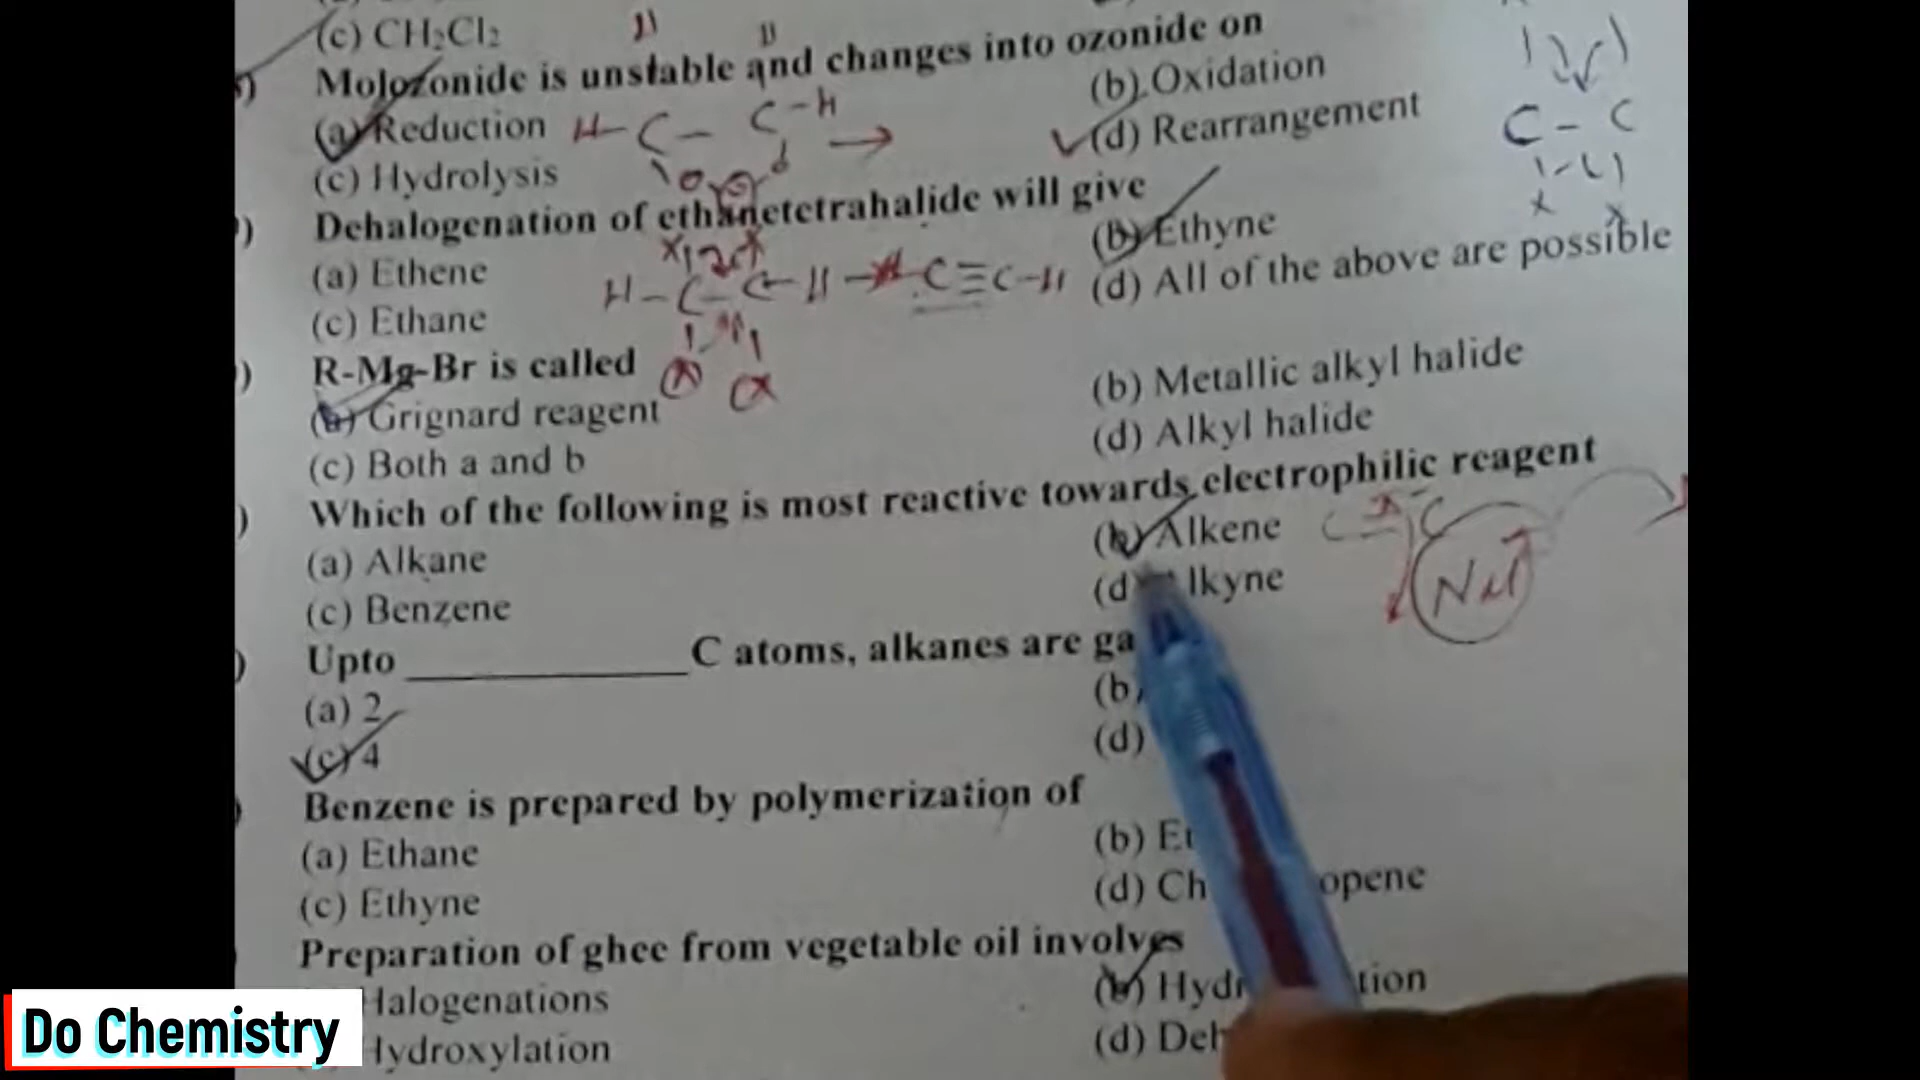 (c) CH₂Cl₂
Molozonide is unstable and changes into ozonide on
(a) Reduction (b) Oxidation
(c) Hydrolysis (d) Rearrangement
H-C-C-H →
C-C
Dehalogenation of ethanetetrahalide will give
(a) Ethene (b) Ethyne
(c) Ethane (d) All of the above are possible
H-C-C-H C≡C-H
R-Mg-Br is called
(a) Grignard reagent (b) Metallic alkyl halide
(c) Both a and b (d) Alkyl halide
Which of the following is most reactive towards electrophilic reagent
(a) Alkane (b) Alkene
(c) Benzene (d) lkyne
Upto ____________ C atoms, alkanes are ga
(a) 2 (b)
(c) 4 (d)
Benzene is prepared by polymerization of
(a) Ethane (b) Et
(c) Ethyne (d) Ch opene
Preparation of ghee from vegetable oil involves
Halogenations (b) Hydr tion
Hydroxylation (d) Deh
Do Chemistry